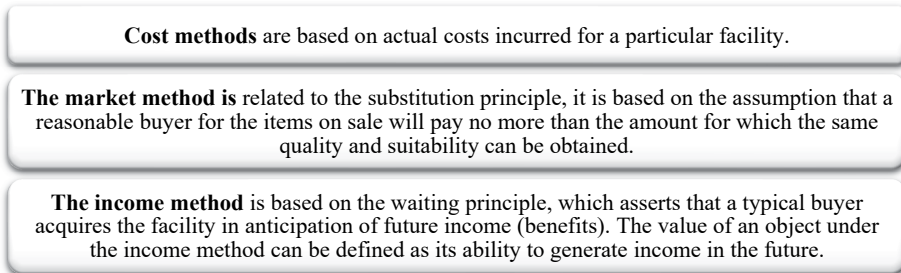 Cost methods are based on actual costs incurred for a particular facility.
The market method is related to the substitution principle, it is based on the assumption that a
reasonable buyer for the items on sale will pay no more than the amount for which the same
quality and suitability can be obtained.
The income method is based on the waiting principle, which asserts that a typical buyer
acquires the facility in anticipation of future income (benefits). The value of an object under
the income method can be defined as its ability to generate income in the future.